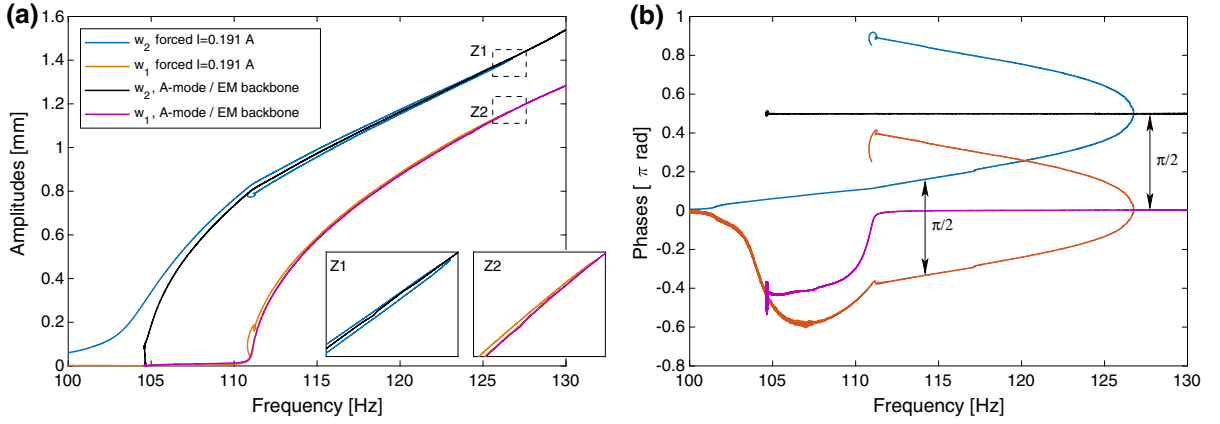 (a)
1.6
1.4
1.2
1
0.8
0.6
0.4
0.2
0
Amplitudes [mm]
w2 forced I=0.191 A
w1 forced I=0.191 A
w2, A-mode / EM backbone
w1, A-mode / EM backbone
Z1
Z2
Z1
Z2
100 105 110 115 120 125 130
Frequency [Hz]
(b)
1
0.8
0.6
0.4
0.2
0
-0.2
-0.4
-0.6
-0.8
Phases [ π rad]
π/2
π/2
100 105 110 115 120 125 130
Frequency [Hz]